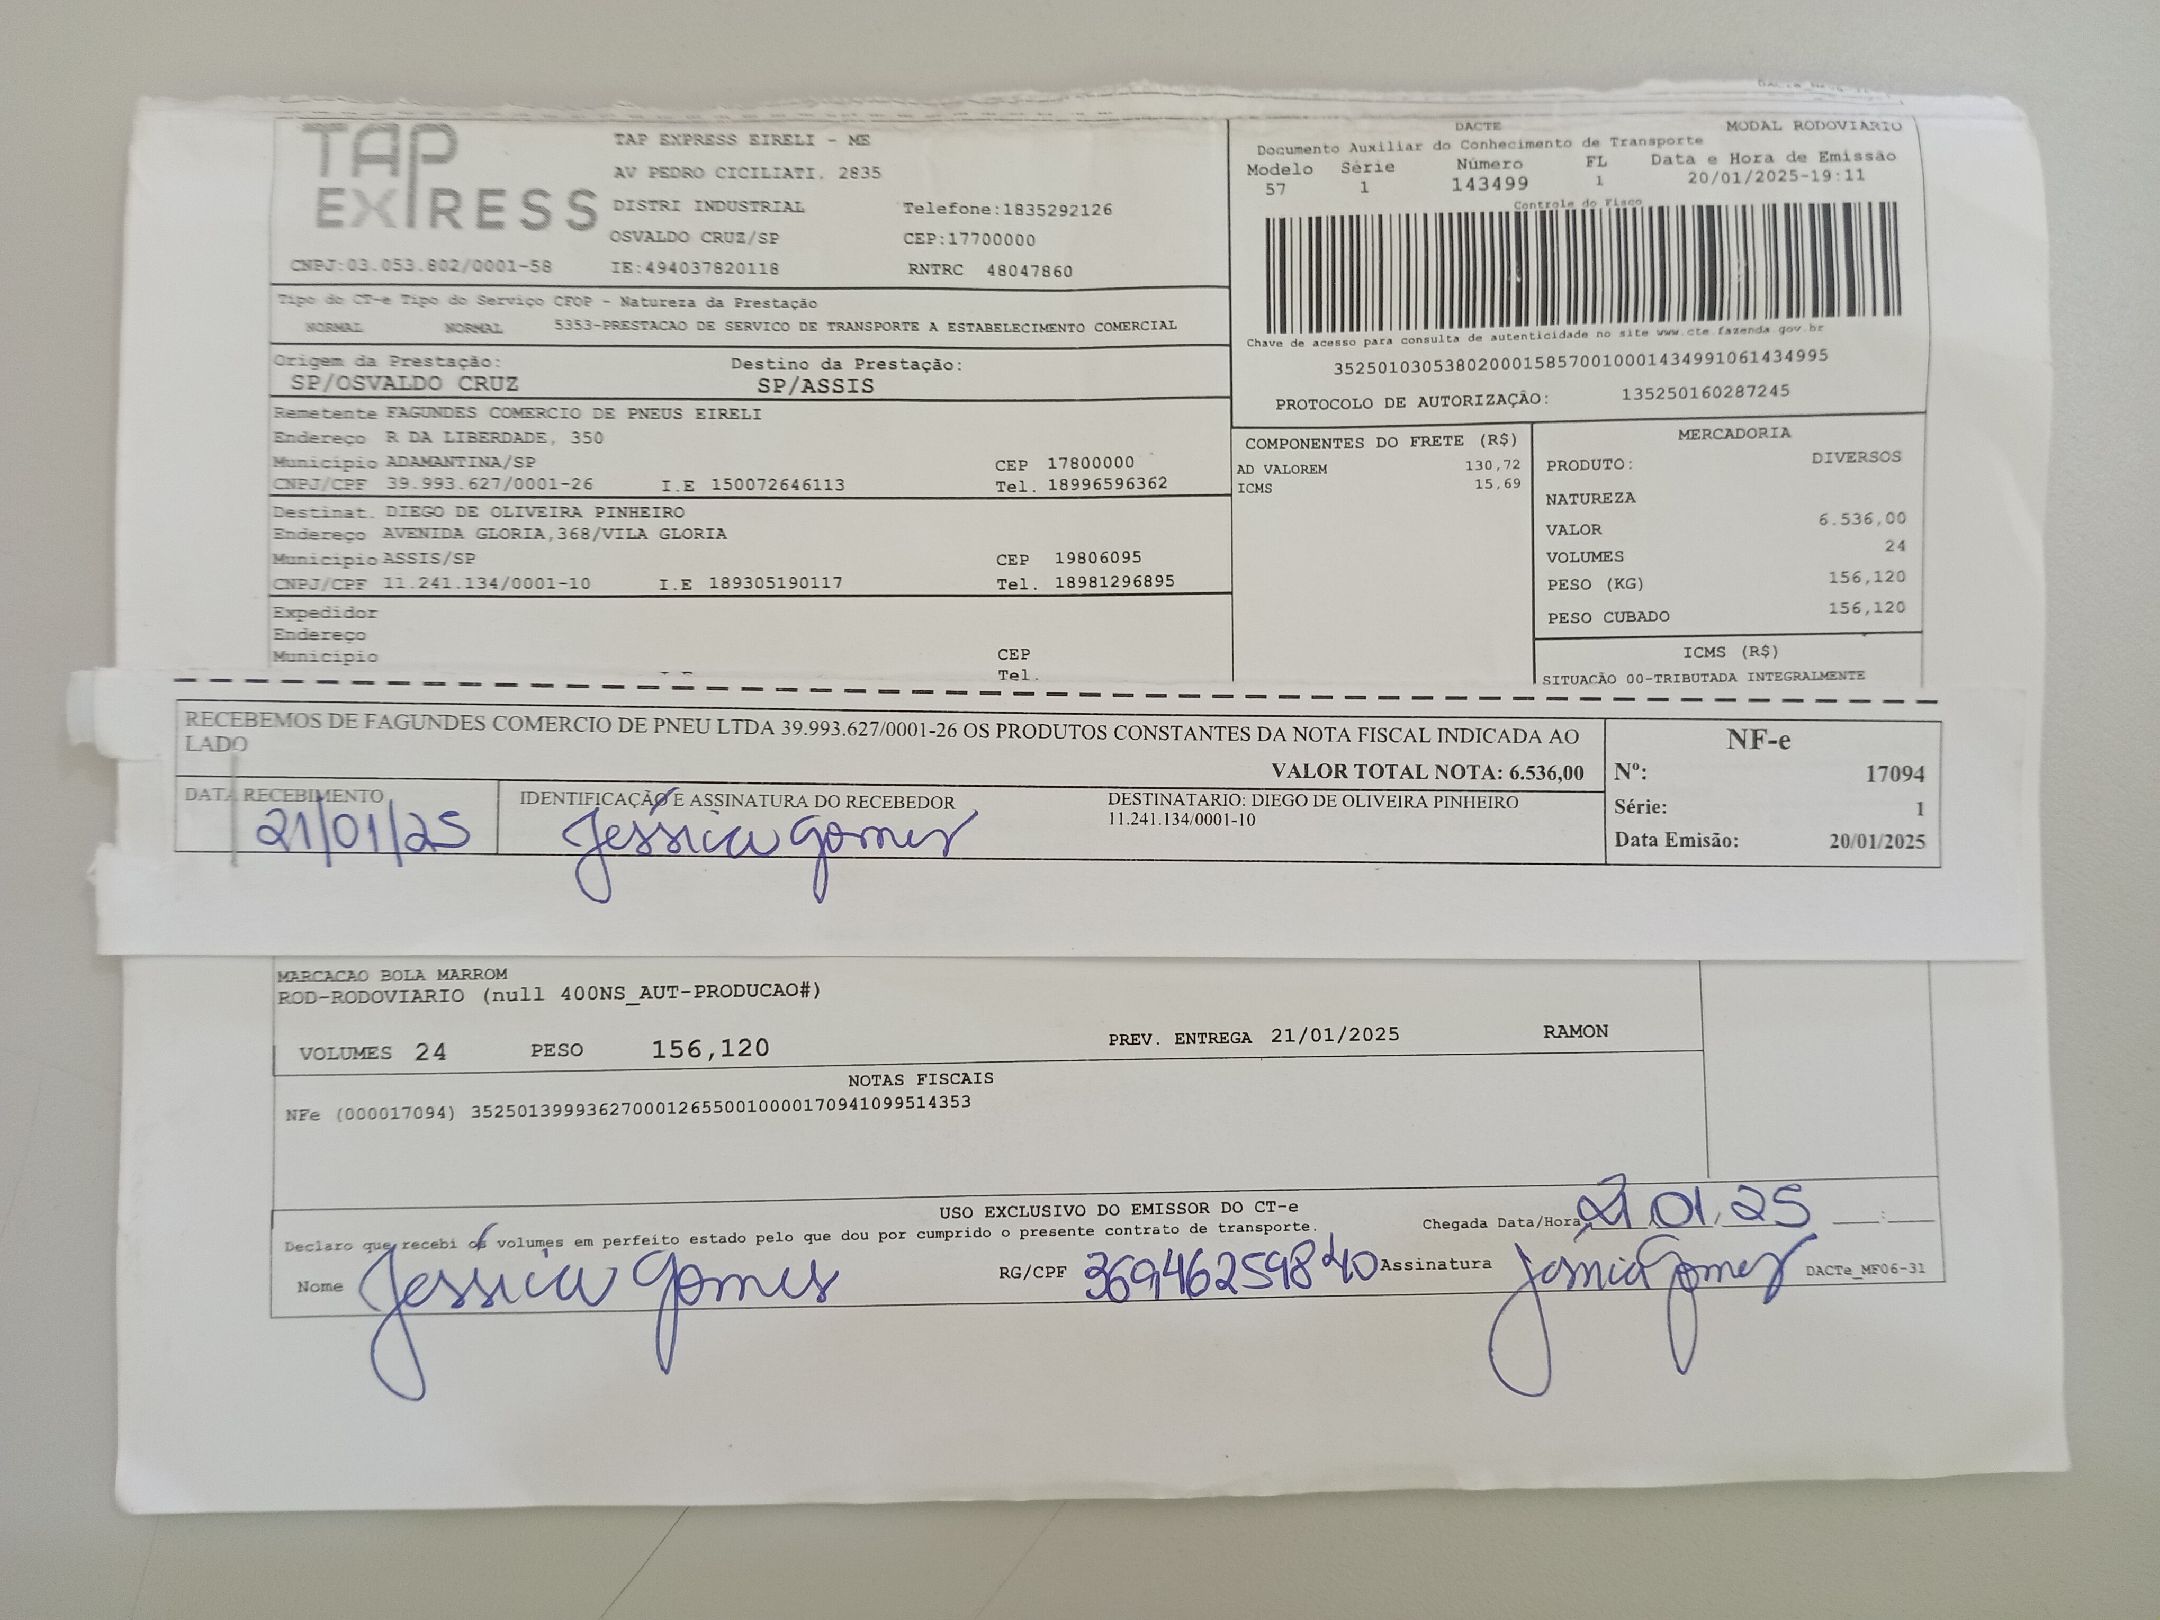 TAP EXPRESS
TAP EXPRESS EIRELI - ME
AV PEDRO CICILIATI. 2835
DISTRI INDUSTRIAL Telefone:1835292126
OSVALDO CRUZ/SP CEP:17700000
CNPJ:03.053.802/0001-58 IE:494037820118 RNTRC 48047860
DACTE MODAL RODOVIARIO
Documento Auxiliar do Conhecimento de Transporte
Modelo Série Número FL Data e Hora de Emissão
57 1 143499 1 20/01/2025-19:11
Controle do Fisco
Chave de acesso para consulta de autenticidade no site www.cte.fazenda.gov.br
35250103053802000158570010001434991061434995
PROTOCOLO DE AUTORIZAÇÃO: 135250160287245
Tipo do CT-e Tipo do Serviço CFOP - Natureza da Prestação
NORMAL NORMAL 5353-PRESTACAO DE SERVICO DE TRANSPORTE A ESTABELECIMENTO COMERCIAL
Origem da Prestação: Destino da Prestação:
SP/OSVALDO CRUZ SP/ASSIS
Remetente FAGUNDES COMERCIO DE PNEUS EIRELI
Endereço R DA LIBERDADE, 350
Municipio ADAMANTINA/SP CEP 17800000
CNPJ/CPF 39.993.627/0001-26 I.E 150072646113 Tel. 18996596362
Destinat. DIEGO DE OLIVEIRA PINHEIRO
Endereço AVENIDA GLORIA,368/VILA GLORIA
Municipio ASSIS/SP CEP 19806095
CNPJ/CPF 11.241.134/0001-10 I.E 189305190117 Tel. 18981296895
Expedidor
Endereço
Municipio CEP
Tel.
COMPONENTES DO FRETE (R$)
AD VALOREM 130,72
ICMS 15,69
MERCADORIA
PRODUTO: DIVERSOS
NATUREZA
VALOR 6.536,00
VOLUMES 24
PESO (KG) 156,120
PESO CUBADO 156,120
ICMS (R$)
SITUACÃO 00-TRIBUTADA INTEGRALMENTE
RECEBEMOS DE FAGUNDES COMERCIO DE PNEU LTDA 39.993.627/0001-26 OS PRODUTOS CONSTANTES DA NOTA FISCAL INDICADA AO
LADO
VALOR TOTAL NOTA: 6.536,00
DATA RECEBIMENTO
21/01/25
IDENTIFICAÇÃO E ASSINATURA DO RECEBEDOR
Jéssica Gomes
DESTINATARIO: DIEGO DE OLIVEIRA PINHEIRO
11.241.134/0001-10
NF-e
Nº: 17094
Série: 1
Data Emisão: 20/01/2025
MARCACAO BOLA MARROM
ROD-RODOVIARIO (null 400NS_AUT-PRODUCAO#)
VOLUMES 24 PESO 156,120 PREV. ENTREGA 21/01/2025 RAMON
NOTAS FISCAIS
NFe (000017094) 35250139993627000126550010000170941099514353
USO EXCLUSIVO DO EMISSOR DO CT-e
Declaro que recebi os volumes em perfeito estado pelo que dou por cumprido o presente contrato de transporte.
Chegada Data/Hora 21 01 25 __:__
Nome Jéssica Gomes RG/CPF 36946259840 Assinatura Jéssica Gomes DACTe_MF06-31